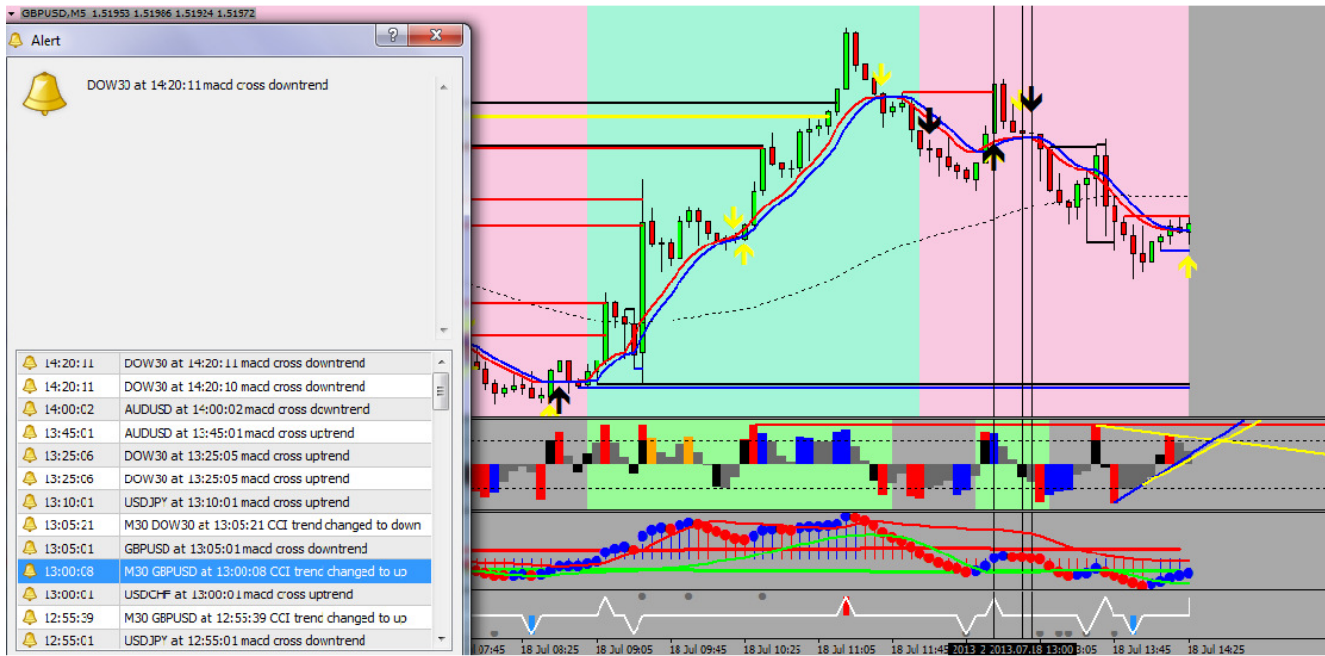 GBPUSD,M5 1.51953 1.51986 1.51924 1.51972
Alert
?
X
DOW30 at 14:20:11 macd cross downtrend
14:20:11 DOW30 at 14:20:11 macd cross downtrend
14:20:11 DOW30 at 14:20:10 macd cross downtrend
14:00:02 AUDUSD at 14:00:02 macd cross downtrend
13:45:01 AUDUSD at 13:45:01 macd cross uptrend
13:25:06 DOW30 at 13:25:05 macd cross uptrend
13:25:06 DOW30 at 13:25:05 macd cross uptrend
13:10:01 USDJPY at 13:10:01 macd cross uptrend
13:05:21 M30 DOW30 at 13:05:21 CCI trend changed to down
13:05:01 GBPUSD at 13:05:01 macd cross downtrend
13:00:08 M30 GBPUSD at 13:00:08 CCI trend changed to up
13:00:01 USDCHF at 13:00:01 macd cross uptrend
12:55:39 M30 GBPUSD at 12:55:39 CCI trend changed to up
12:55:01 USDJPY at 12:55:01 macd cross downtrend
07:45 18 Jul 08:25 18 Jul 09:05 18 Jul 09:45 18 Jul 10:25 18 Jul 11:05 18 Jul 11:45 2013 2 2013.07.18 13:00 3:05 18 Jul 13:45 18 Jul 14:25